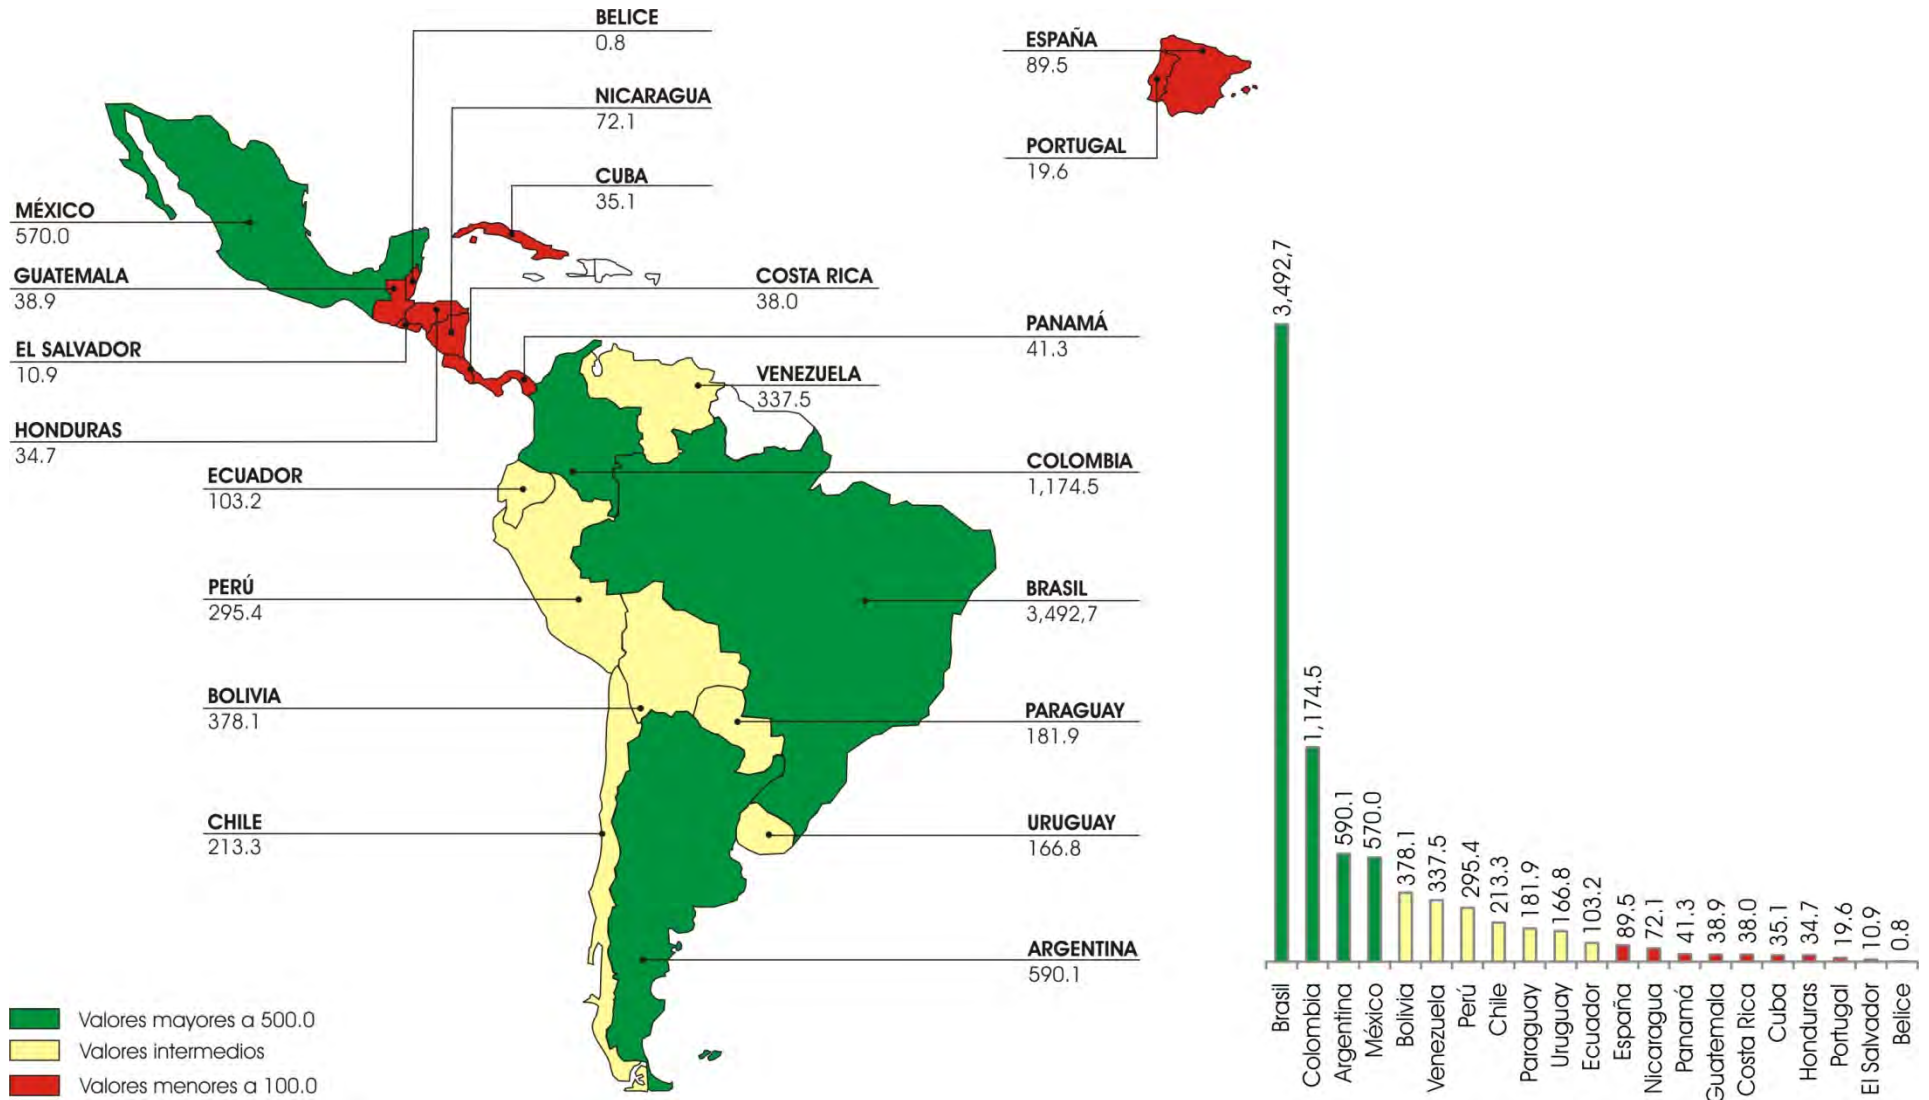 BELICE
0.8
NICARAGUA
72.1
CUBA
35.1
ESPAÑA
89.5
PORTUGAL
19.6
MÉXICO
570.0
GUATEMALA
38.9
EL SALVADOR
10.9
HONDURAS
34.7
COSTA RICA
38.0
PANAMÁ
41.3
VENEZUELA
337.5
COLOMBIA
1,174.5
ECUADOR
103.2
PERÚ
295.4
BRASIL
3,492,7
BOLIVIA
378.1
PARAGUAY
181.9
CHILE
213.3
URUGUAY
166.8
ARGENTINA
590.1
Valores mayores a 500.0
Valores intermedios
Valores menores a 100.0
3,492,7
1,174.5
590.1
570.0
378.1
337.5
295.4
213.3
181.9
166.8
103.2
89.5
72.1
41.3
38.9
38.0
35.1
34.7
19.6
10.9
0.8
Brasil
Colombia
Argentina
México
Bolivia
Venezuela
Perú
Chile
Paraguay
Uruguay
Ecuador
España
Nicaragua
Panamá
Guatemala
Costa Rica
Cuba
Honduras
Portugal
El Salvador
Belice